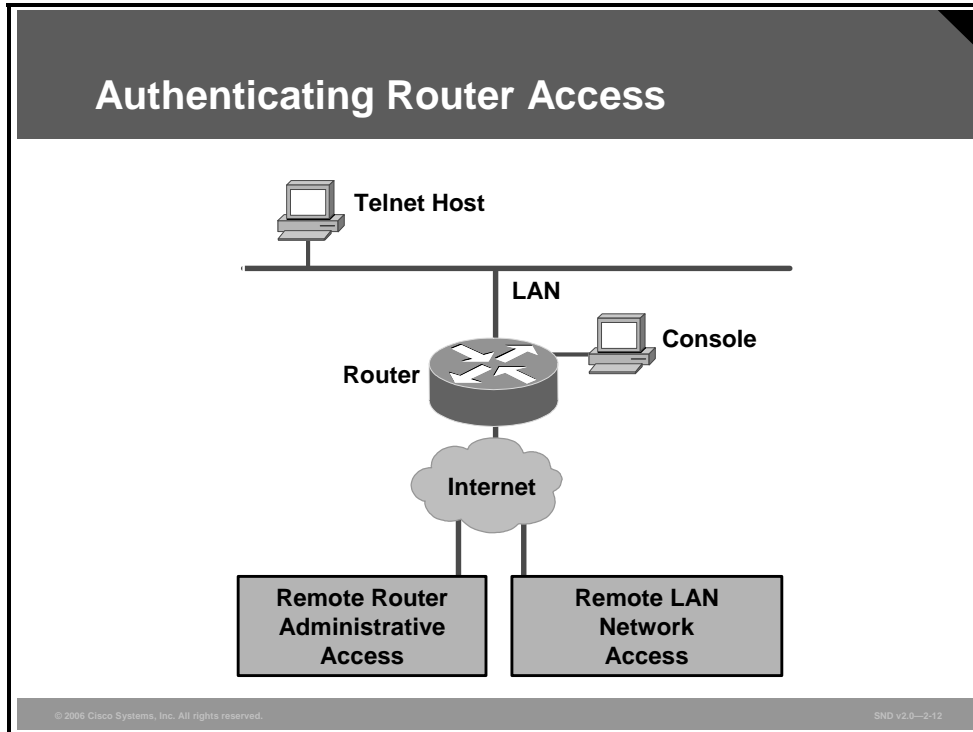 Authenticating Router Access
Telnet Host
LAN
Console
Router
Internet
Remote Router
Administrative
Access
Remote LAN
Network
Access
© 2006 Cisco Systems, Inc. All rights reserved.
SND v2.0—2-12